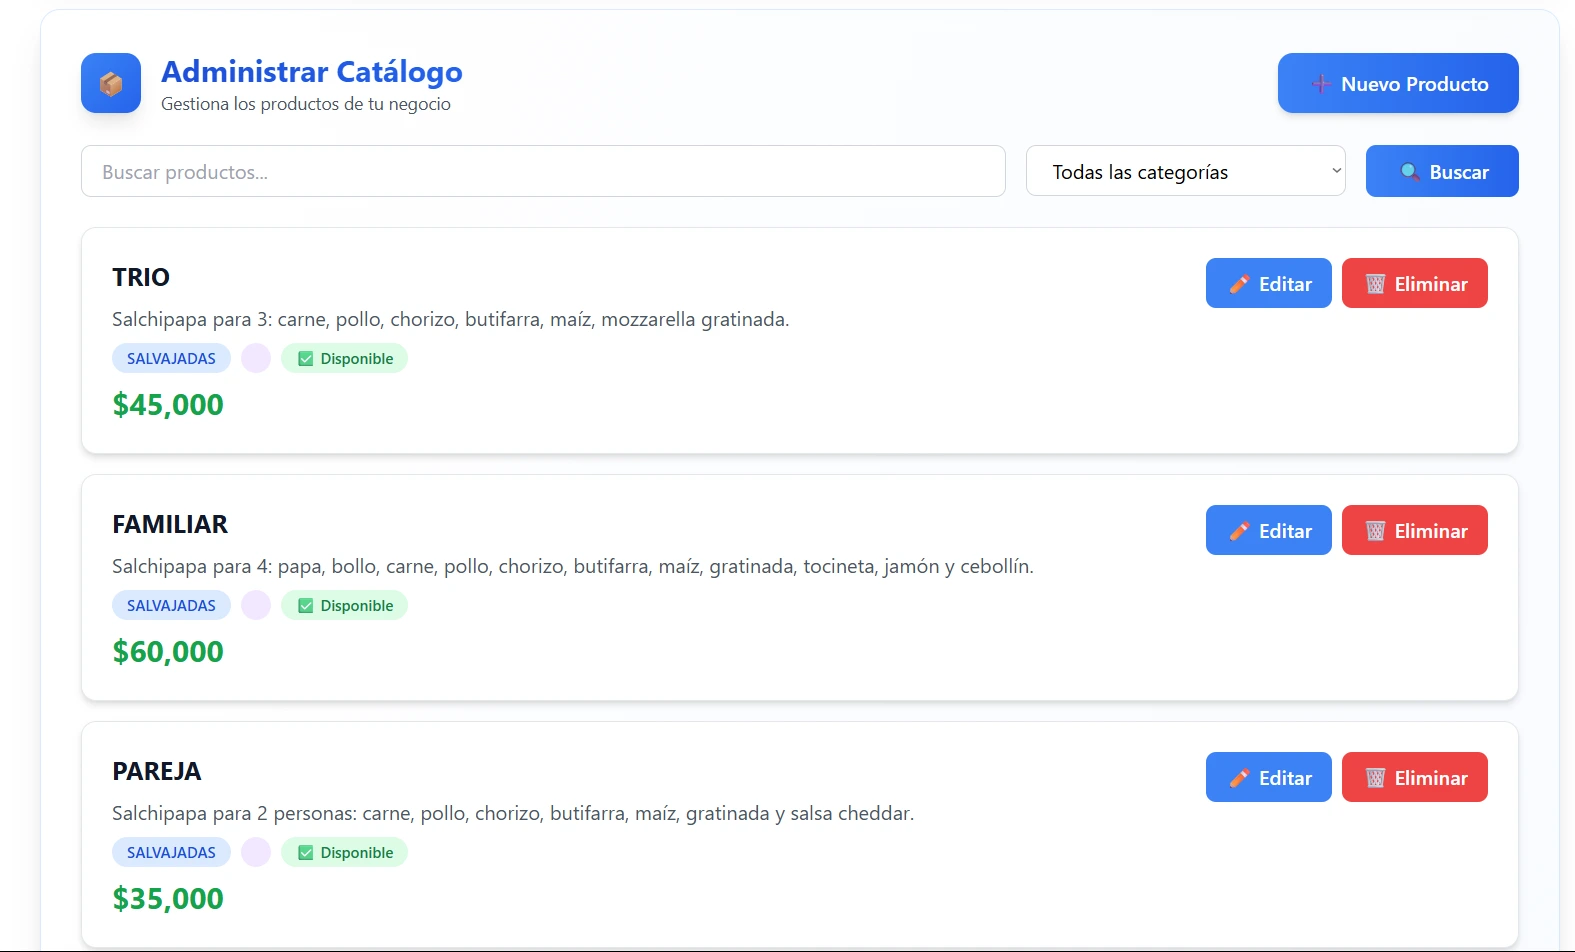 Administrar Catálogo
Gestiona los productos de tu negocio
Nuevo Producto
Buscar productos...
Todas las categorías
Buscar
TRIO
Editar
Eliminar
Salchipapa para 3: carne, pollo, chorizo, butifarra, maíz, mozzarella gratinada.
SALVAJADAS
Disponible
$45,000
FAMILIAR
Editar
Eliminar
Salchipapa para 4: papa, bollo, carne, pollo, chorizo, butifarra, maíz, gratinada, tocineta, jamón y cebollín.
SALVAJADAS
Disponible
$60,000
PAREJA
Editar
Eliminar
Salchipapa para 2 personas: carne, pollo, chorizo, butifarra, maíz, gratinada y salsa cheddar.
SALVAJADAS
Disponible
$35,000